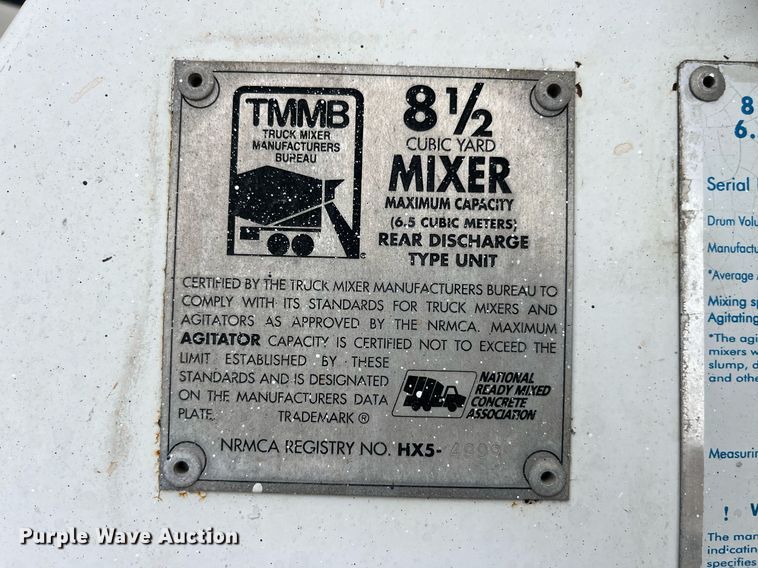 TMMB
TRUCK MIXER
MANUFACTURERS
BUREAU
8 1/2
CUBIC YARD
MIXER
MAXIMUM CAPACITY
(6.5 CUBIC METERS)
REAR DISCHARGE
TYPE UNIT
CERTIFIED BY THE TRUCK MIXER MANUFACTURERS BUREAU TO
COMPLY WITH ITS STANDARDS FOR TRUCK MIXERS AND
AGITATORS AS APPROVED BY THE NRMCA. MAXIMUM
AGITATOR CAPACITY IS CERTIFIED NOT TO EXCEED THE
LIMIT ESTABLISHED BY THESE
STANDARDS AND IS DESIGNATED
ON THE MANUFACTURERS DATA
PLATE. TRADEMARK ®
NATIONAL
READY MIXED
CONCRETE
ASSOCIATION
NRMCA REGISTRY NO. HX5-
8
6.
Serial
Drum Volu
Manufactu
*Average
Mixing sp
Agitating
*The agi
mixers w
slump, d
and othe
Measurin
! W
The man
indicatin
specifies
Purple Wave Auction